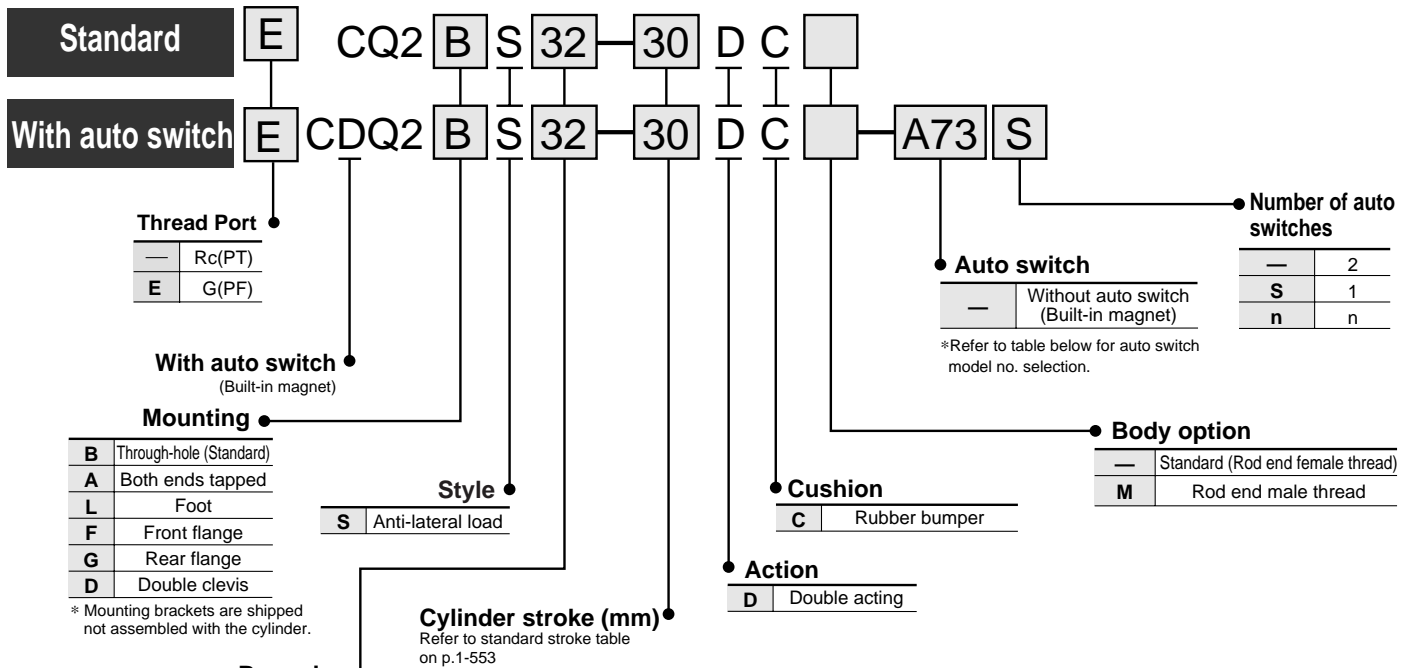 Standard E CQ2 B S 32 30 D C
With auto switch E CDQ2 B S 32 30 D C A73 S
Thread Port
— Rc(PT)
E G(PF)
Number of auto
switches
— 2
S 1
n n
Auto switch
— Without auto switch
(Built-in magnet)
*Refer to table below for auto switch
model no. selection.
With auto switch
(Built-in magnet)
Mounting
B Through-hole (Standard)
A Both ends tapped
L Foot
F Front flange
G Rear flange
D Double clevis
* Mounting brackets are shipped
not assembled with the cylinder.
Style
S Anti-lateral load
Cushion
C Rubber bumper
Body option
— Standard (Rod end female thread)
M Rod end male thread
Action
D Double acting
Cylinder stroke (mm)
Refer to standard stroke table
on p.1-553